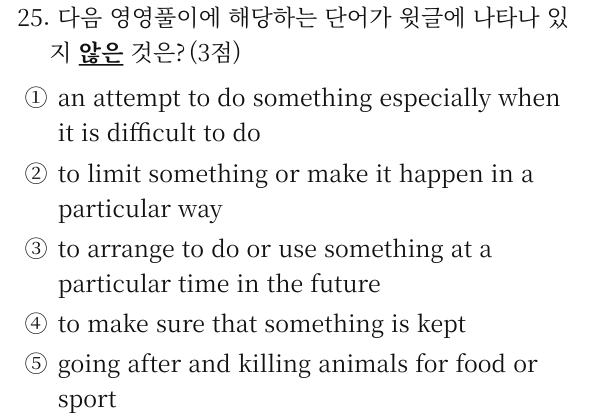 25. 다음 영영풀이에 해당하는 단어가 윗글에 나타나 있
지 않은 것은?(3점)
① an attempt to do something especially when
it is difficult to do
② to limit something or make it happen in a
particular way
③ to arrange to do or use something at a
particular time in the future
④ to make sure that something is kept
⑤ going after and killing animals for food or
sport